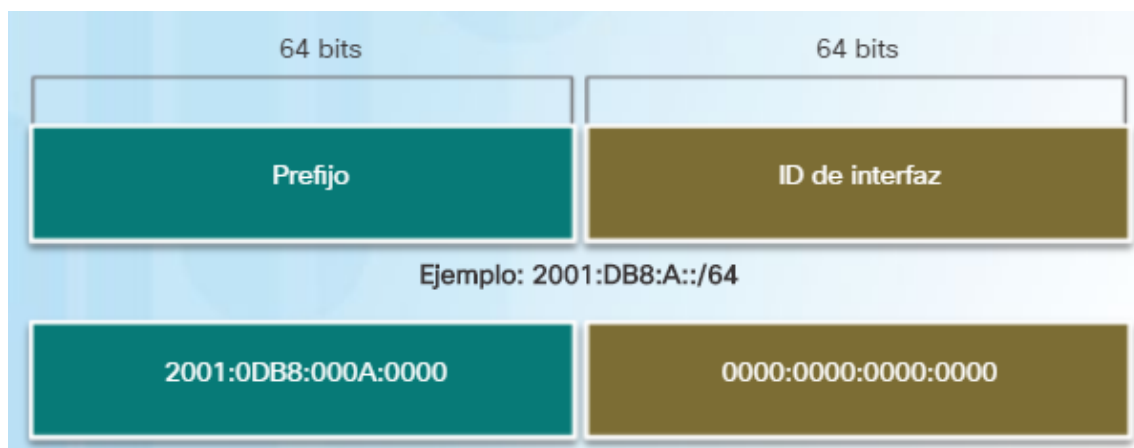 64 bits 64 bits
Prefijo ID de interfaz
Ejemplo: 2001:DB8:A::/64
2001:0DB8:000A:0000 0000:0000:0000:0000